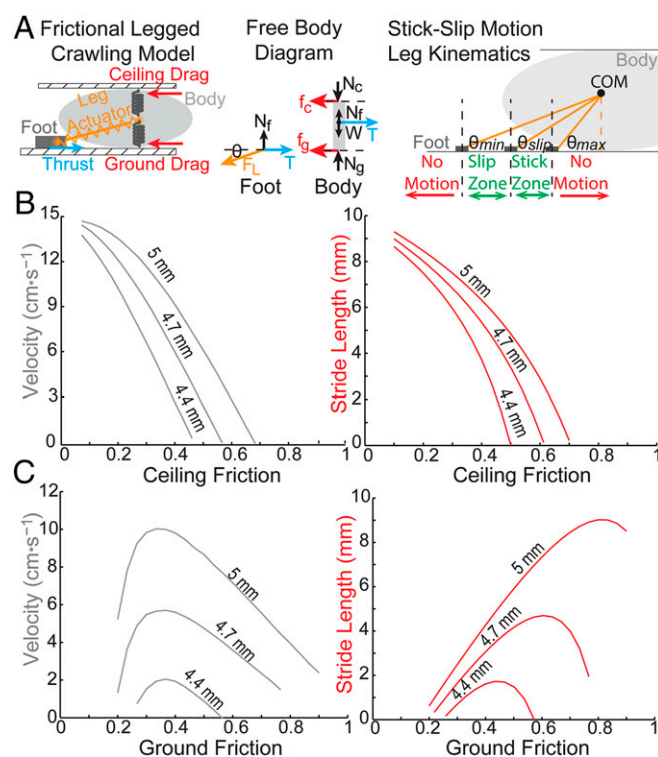 A Frictional Legged
Crawling Model
Ceiling Drag
Leg
Actuator
Body
Foot
Thrust
Ground Drag
Free Body
Diagram
Nf
θ
FL
T
Foot
fc
Nc
Nf
W
T
fg
Ng
Body
Stick-Slip Motion
Leg Kinematics
Body
COM
Foot
θmin
θslip
θmax
No
Motion
Slip
Zone
Stick
Zone
No
Motion
B
Velocity (cm·s⁻¹)
15
12
9
6
3
0
5 mm
4.7 mm
4.4 mm
0 0.2 0.4 0.6 0.8 1
Ceiling Friction
Stride Length (mm)
10
8
6
4
2
0
5 mm
4.7 mm
4.4 mm
0 0.2 0.4 0.6 0.8 1
Ceiling Friction
C
Velocity (cm·s⁻¹)
12
10
8
6
4
2
0
5 mm
4.7 mm
4.4 mm
0 0.2 0.4 0.6 0.8 1
Ground Friction
Stride Length (mm)
10
8
6
4
2
0
5 mm
4.7 mm
4.4 mm
0 0.2 0.4 0.6 0.8 1
Ground Friction